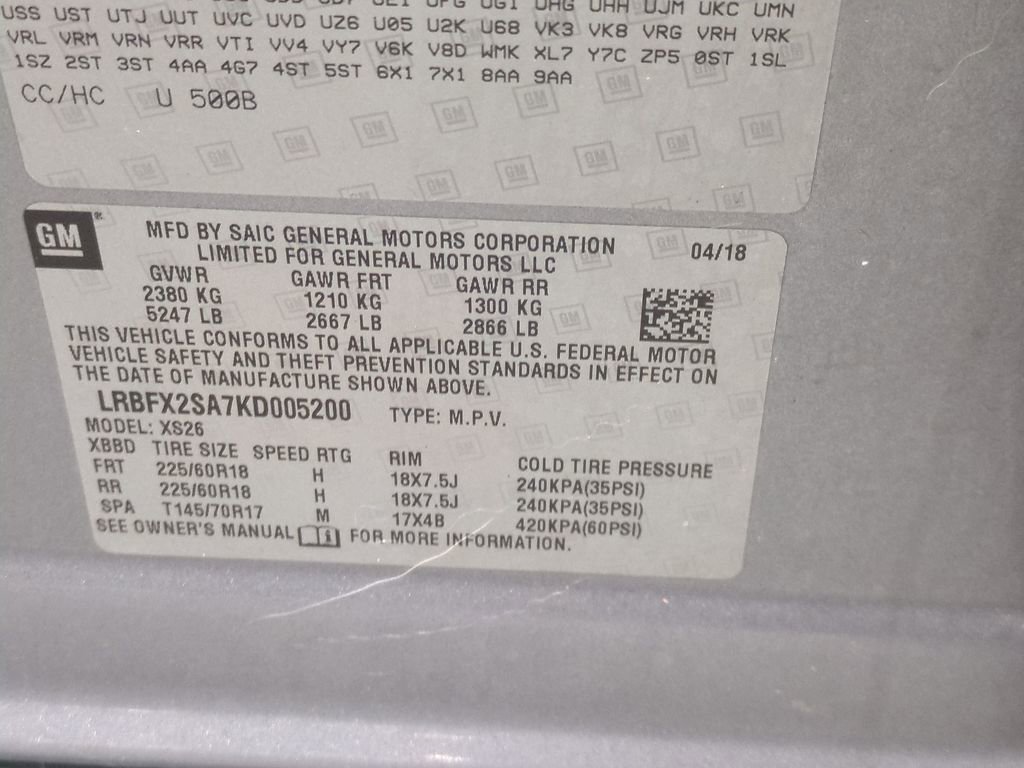 UHG UHH UJM UKC UMN
USS UST UTJ UUT UVC UVD UZ6 U05 U2K U68 VK3 VK8 VRG VRH VRK
VRL VRM VRN VRR VTI VV4 VY7 V6K V8D WMK XL7 Y7C ZP5 0ST 1SL
1SZ 2ST 3ST 4AA 4G7 4ST 5ST 6X1 7X1 8AA 9AA
CC/HC U 500B
GM®
MFD BY SAIC GENERAL MOTORS CORPORATION 04/18
LIMITED FOR GENERAL MOTORS LLC
GVWR GAWR FRT GAWR RR
2380 KG 1210 KG 1300 KG
5247 LB 2667 LB 2866 LB
THIS VEHICLE CONFORMS TO ALL APPLICABLE U.S. FEDERAL MOTOR
VEHICLE SAFETY AND THEFT PREVENTION STANDARDS IN EFFECT ON
THE DATE OF MANUFACTURE SHOWN ABOVE.
LRBFX2SA7KD005200 TYPE: M.P.V.
MODEL: XS26
XBBD TIRE SIZE SPEED RTG RIM COLD TIRE PRESSURE
FRT 225/60R18 H 18X7.5J 240KPA(35PSI)
RR 225/60R18 H 18X7.5J 240KPA(35PSI)
SPA T145/70R17 M 17X4B 420KPA(60PSI)
SEE OWNER'S MANUAL FOR MORE INFORMATION.